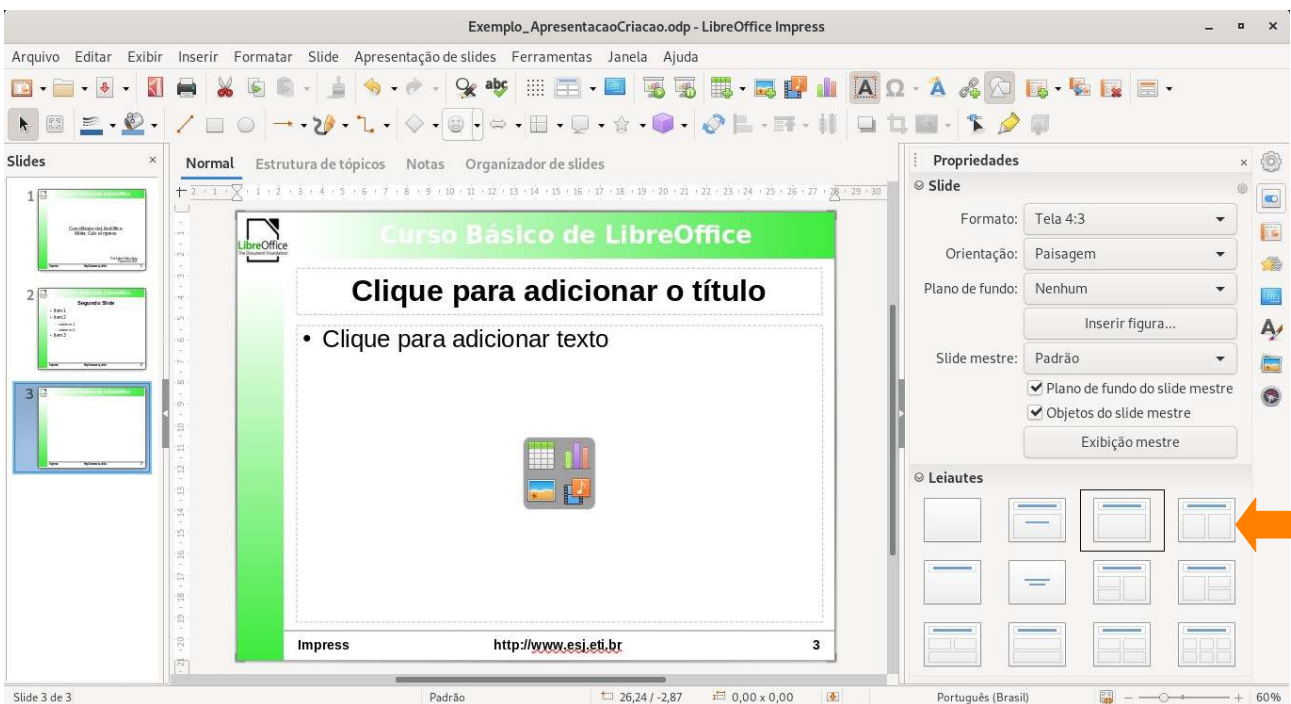 Exemplo_ApresentacaoCriacao.odp - LibreOffice Impress
Arquivo Editar Exibir Inserir Formatar Slide Apresentação de slides Ferramentas Janela Ajuda
Slides
Normal Estrutura de tópicos Notas Organizador de slides
1
2
Segundo Slide
3
LibreOffice
The Document Foundation
Curso Básico de LibreOffice
Clique para adicionar o título
• Clique para adicionar texto
Impress http://www.esj.eti.br 3
Propriedades
Slide
Formato: Tela 4:3
Orientação: Paisagem
Plano de fundo: Nenhum
Inserir figura...
Slide mestre: Padrão
Plano de fundo do slide mestre
Objetos do slide mestre
Exibição mestre
Leiautes
Slide 3 de 3 Padrão 26,24 / -2,87 0,00 x 0,00 Português (Brasil) 60%